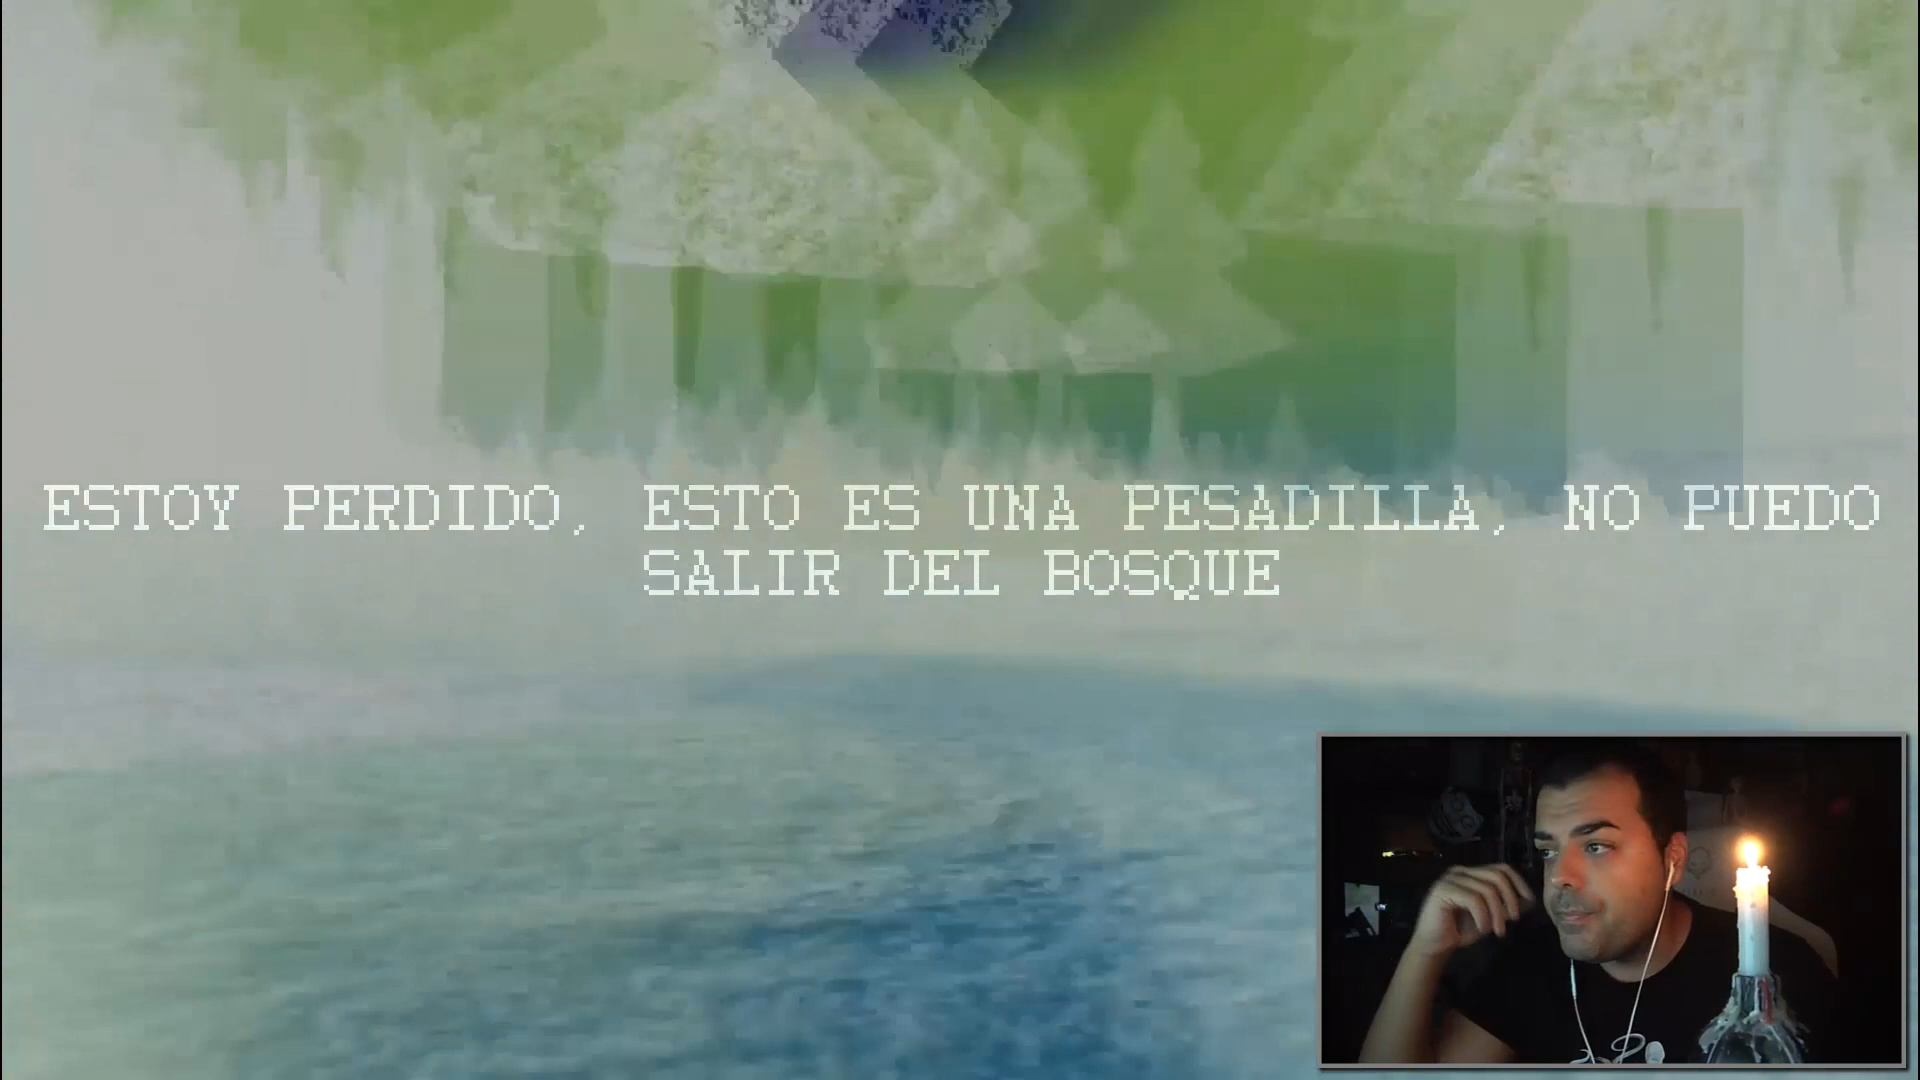 ESTOY PERDIDO, ESTO ES UNA PESADILLA, NO PUEDO
SALIR DEL BOSQUE